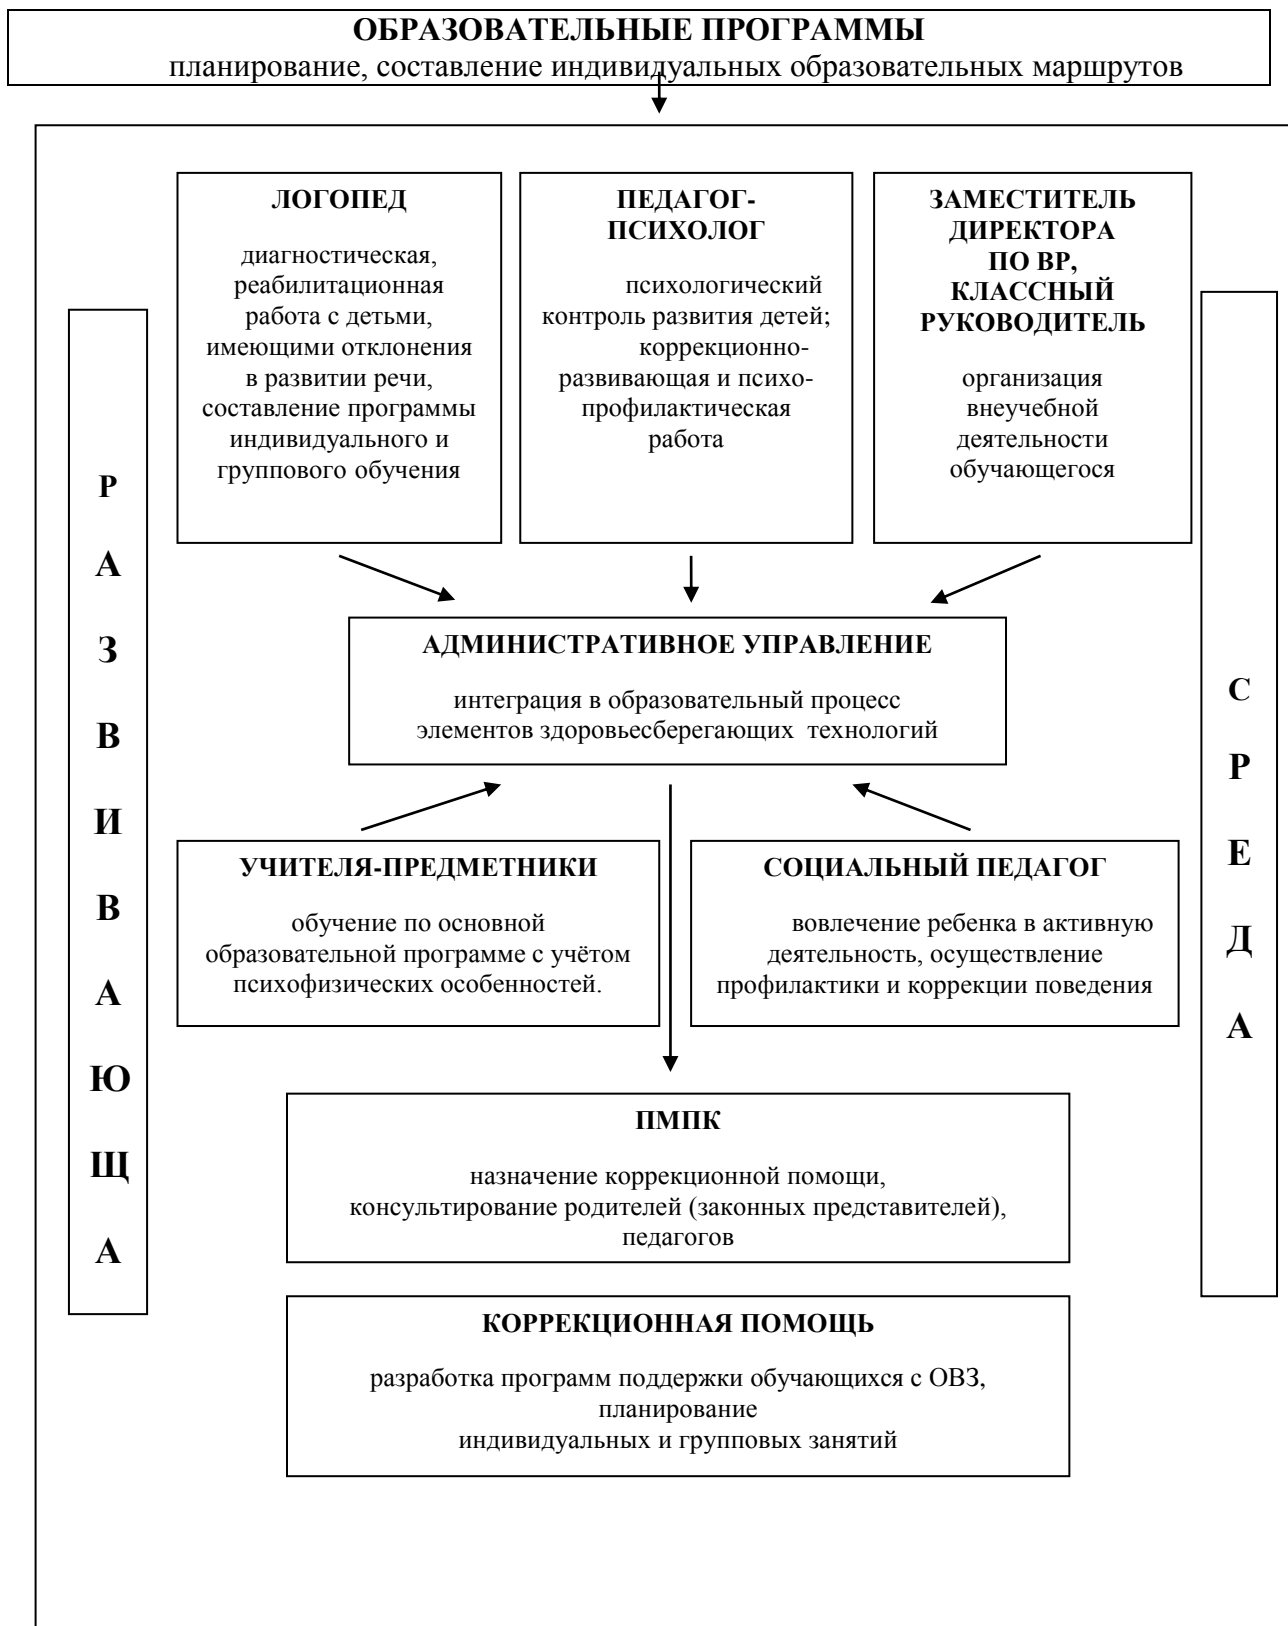 ОБРАЗОВАТЕЛЬНЫЕ ПРОГРАММЫ
планирование, составление индивидуальных образовательных маршрутов
ЛОГОПЕД
диагностическая,
реабилитационная
работа с детьми,
имеющими отклонения
в развитии речи,
составление программы
индивидуального и
группового обучения
ПЕДАГОГ-
ПСИХОЛОГ
психологический
контроль развития детей;
коррекционно-
развивающая и психо-
профилактическая
работа
ЗАМЕСТИТЕЛЬ
ДИРЕКТОРА
ПО ВР,
КЛАССНЫЙ
РУКОВОДИТЕЛЬ
организация
внеучебной
деятельности
обучающегося
Р
А
З
В
И
В
А
Ю
Щ
А
АДМИНИСТРАТИВНОЕ УПРАВЛЕНИЕ
интеграция в образовательный процесс
элементов здоровьесберегающих технологий
С
Р
Е
Д
А
УЧИТЕЛЯ-ПРЕДМЕТНИКИ
обучение по основной
образовательной программе с учётом
психофизических особенностей.
СОЦИАЛЬНЫЙ ПЕДАГОГ
вовлечение ребенка в активную
деятельность, осуществление
профилактики и коррекции поведения
ПМПК
назначение коррекционной помощи,
консультирование родителей (законных представителей),
педагогов
КОРРЕКЦИОННАЯ ПОМОЩЬ
разработка программ поддержки обучающихся с ОВЗ,
планирование
индивидуальных и групповых занятий